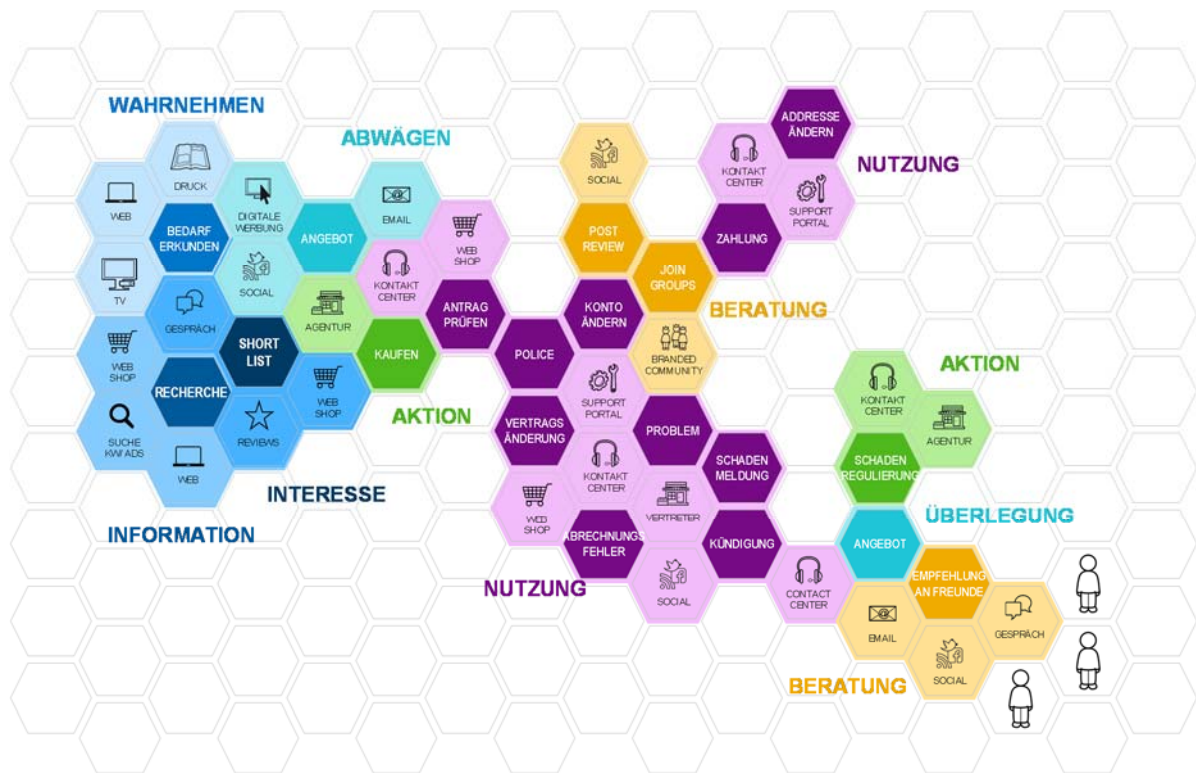 WAHRNEHMEN
DRUCK
WEB
BEDARF
ERKUNDEN
TV
DIGITALE
WERBUNG
SOCIAL
ABWÄGEN
ANGEBOT
EMAIL
KONTAKT
CENTER
WEB
SHOP
GESPRÄCH
AGENTUR
WEB
SHOP
SHORT
LIST
RECHERCHE
KAUFEN
WEB
SHOP
SUCHE
KW/ ADS
REVIEWS
WEB
AKTION
INTERESSE
INFORMATION
ANTRAG
PRÜFEN
POLICE
SOCIAL
POST
REVIEW
JOIN
GROUPS
KONTO
ÄNDERN
BERATUNG
BRANDED
COMMUNITY
ADDRESSE
ÄNDERN
KONTAKT
CENTER
NUTZUNG
SUPPORT
PORTAL
ZAHLUNG
SUPPORT
PORTAL
VERTRAGS
ÄNDERUNG
PROBLEM
KONTAKT
CENTER
SCHADEN
MELDUNG
WEB
SHOP
VERTRETER
ABRECHNUNGS
FEHLER
KÜNDIGUNG
NUTZUNG
SOCIAL
CONTACT
CENTER
AKTION
KONTAKT
CENTER
AGENTUR
SCHADEN
REGULIERUNG
ÜBERLEGUNG
ANGEBOT
EMPFEHLUNG
AN FREUNDE
EMAIL
GESPRÄCH
SOCIAL
BERATUNG